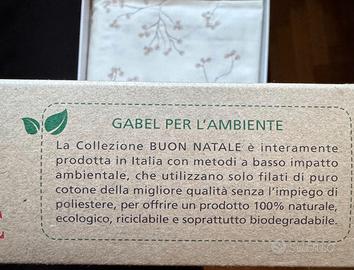 GABEL PER L'AMBIENTE
La Collezione BUON NATALE è interamente
prodotta in Italia con metodi a basso impatto
ambientale, che utilizzano solo filati di puro
cotone della migliore qualità senza l'impiego di
poliestere, per offrire un prodotto 100% naturale,
ecologico, riciclabile e soprattutto biodegradabile.